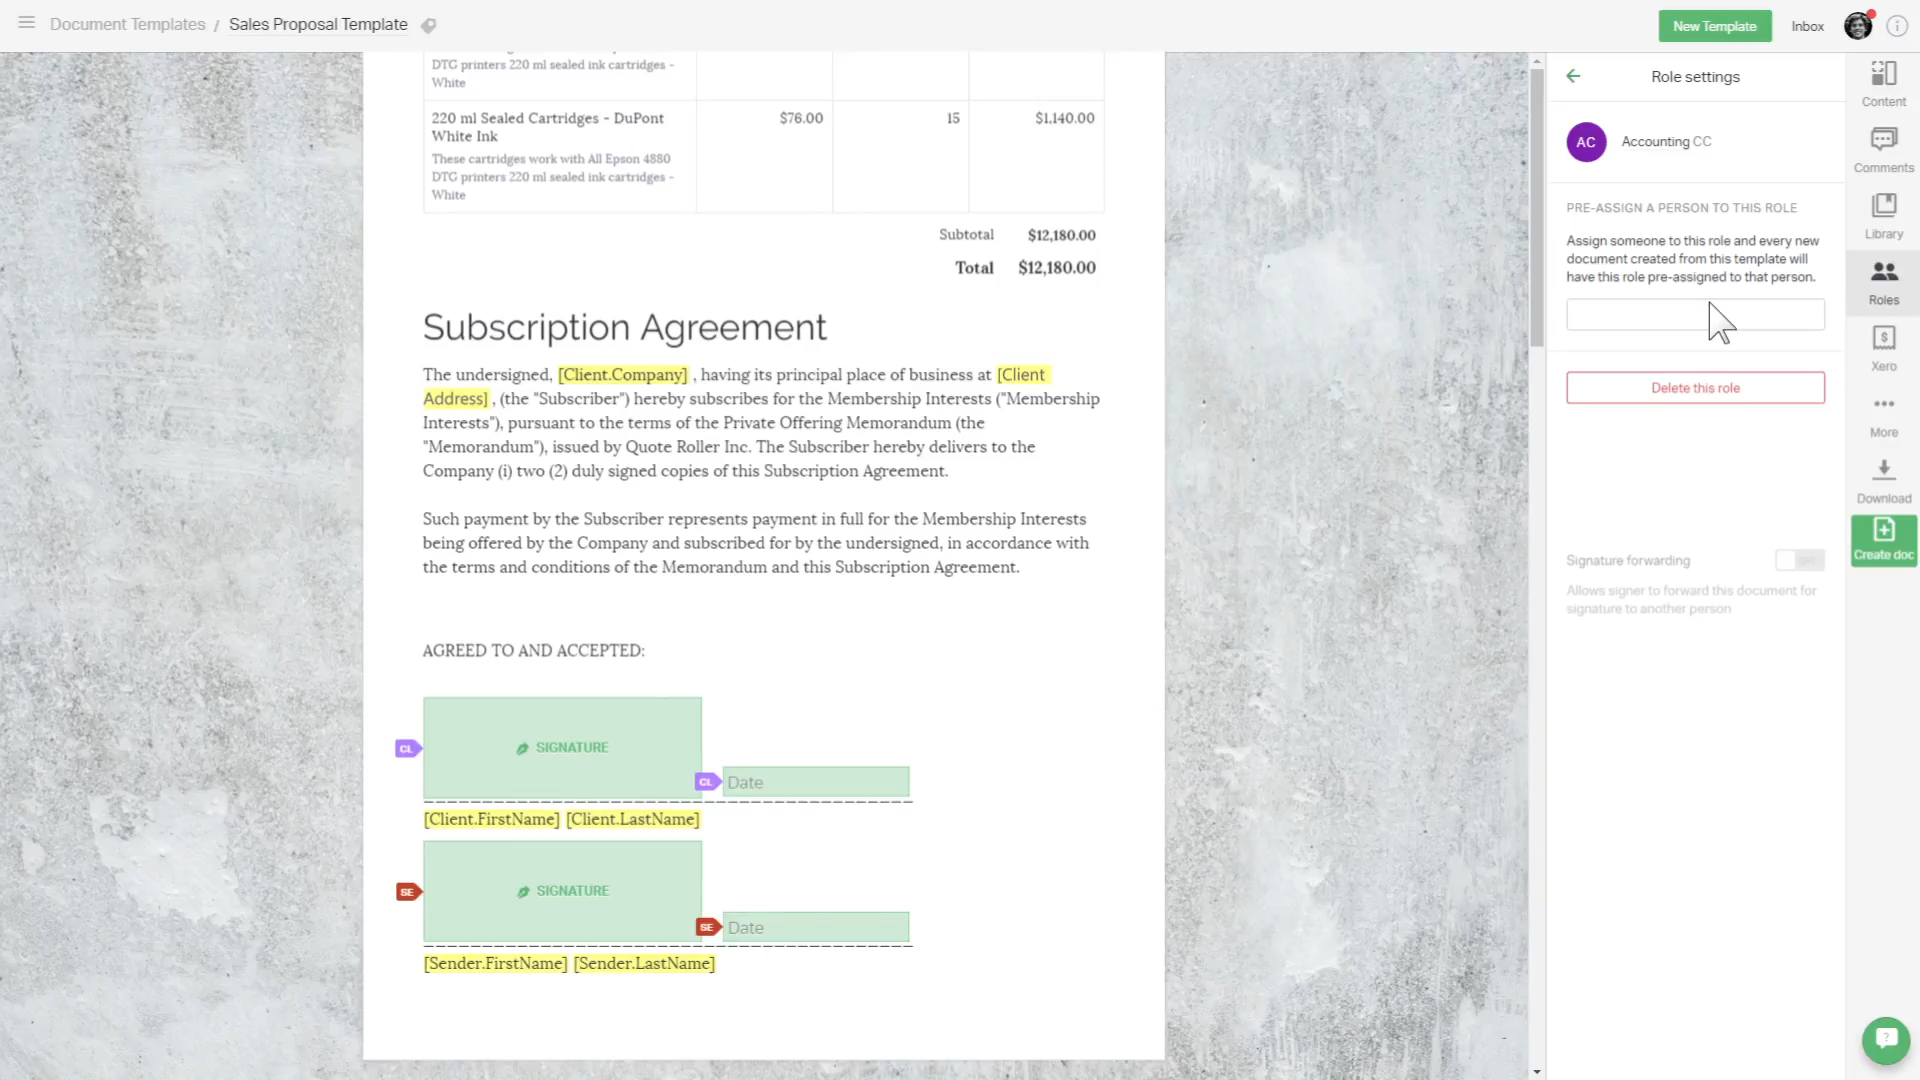 Document Templates / Sales Proposal Template
New Template
Inbox
DTG printers 220 ml sealed ink cartridges -
White
220 ml Sealed Cartridges - DuPont
White Ink
$76.00
15
$1,140.00
These cartridges work with All Epson 4880
DTG printers 220 ml sealed ink cartridges -
White
Subtotal $12,180.00
Total $12,180.00
Subscription Agreement
The undersigned, [Client.Company] , having its principal place of business at [Client
Address] , (the "Subscriber") hereby subscribes for the Membership Interests ("Membership
Interests"), pursuant to the terms of the Private Offering Memorandum (the
"Memorandum"), issued by Quote Roller Inc. The Subscriber hereby delivers to the
Company (i) two (2) duly signed copies of this Subscription Agreement.
Such payment by the Subscriber represents payment in full for the Membership Interests
being offered by the Company and subscribed for by the undersigned, in accordance with
the terms and conditions of the Memorandum and this Subscription Agreement.
AGREED TO AND ACCEPTED:
CL
SIGNATURE
CL
Date
[Client.FirstName] [Client.LastName]
SE
SIGNATURE
SE
Date
[Sender.FirstName] [Sender.LastName]
Role settings
AC
Accounting CC
PRE-ASSIGN A PERSON TO THIS ROLE
Assign someone to this role and every new
document created from this template will
have this role pre-assigned to that person.
Delete this role
Signature forwarding
Allows signer to forward this document for
signature to another person
Content
Comments
Library
Roles
Xero
More
Download
Create doc